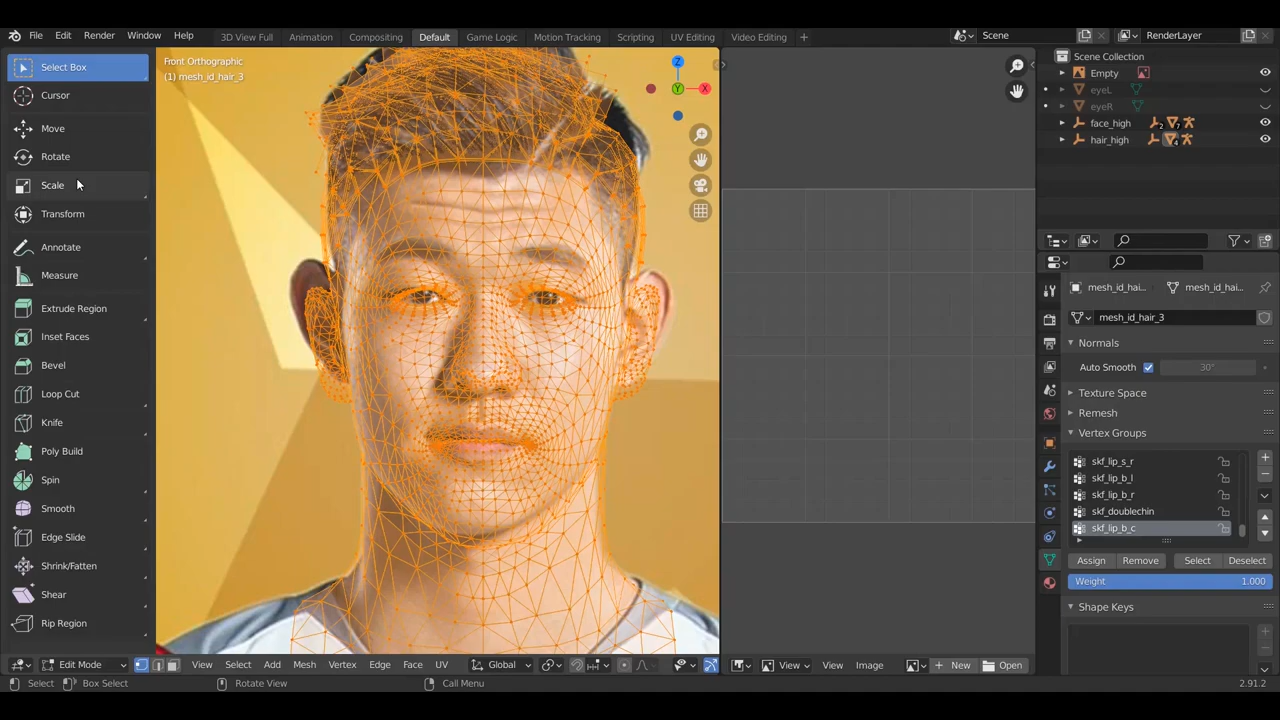 File Edit Render Window Help 3D View Full Animation Compositing Default Game Logic Motion Tracking Scripting UV Editing Video Editing Scene RenderLayer
Select Box
Cursor
Move
Rotate
Scale
Transform
Annotate
Measure
Extrude Region
Inset Faces
Bevel
Loop Cut
Knife
Poly Build
Spin
Smooth
Edge Slide
Shrink/Fatten
Shear
Rip Region
Front Orthographic
(1) mesh_id_hair_3
Z
Y
X
Scene Collection
Empty
eyeL
eyeR
face_high 2 7
hair_high 4
mesh_id_hai... mesh_id_hair...
mesh_id_hair_3
Normals
Auto Smooth 30°
Texture Space
Remesh
Vertex Groups
skf_lip_s_r
skf_lip_b_l
skf_lip_b_r
skf_doublechin
skf_lip_b_c
Assign Remove Select Deselect
Weight 1.000
Shape Keys
Edit Mode View Select Add Mesh Vertex Edge Face UV Global View View Image New Open
Select Box Select Rotate View Call Menu 2.91.2